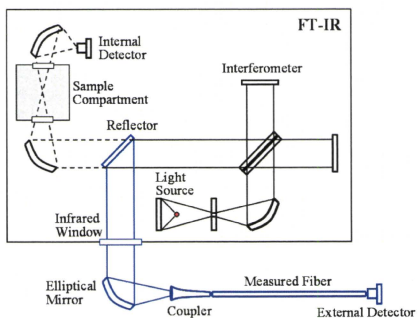 FT-IR
Internal
Detector
Interferometer
Sample
Compartment
Reflector
Light
Source
Infrared
Window
Elliptical
Mirror
Measured Fiber
Coupler
External Detector